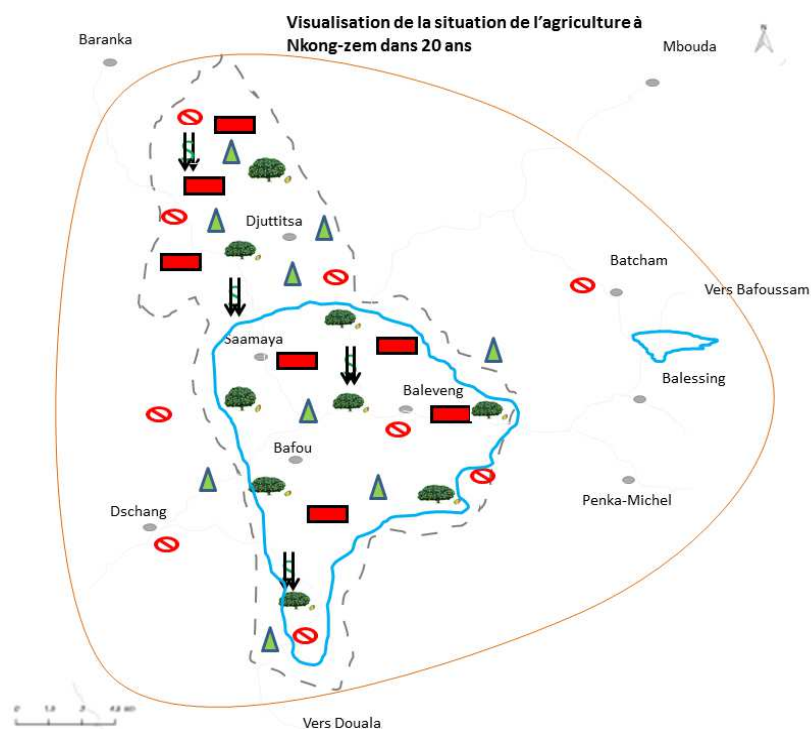 Visualisation de la situation de l'agriculture à
Nkong-zem dans 20 ans
Baranka
Mbouda
N
Djuttitsa
Batcham
Vers Bafoussam
Saamaya
Balessing
Baleveng
Bafou
Penka-Michel
Dschang
Vers Douala